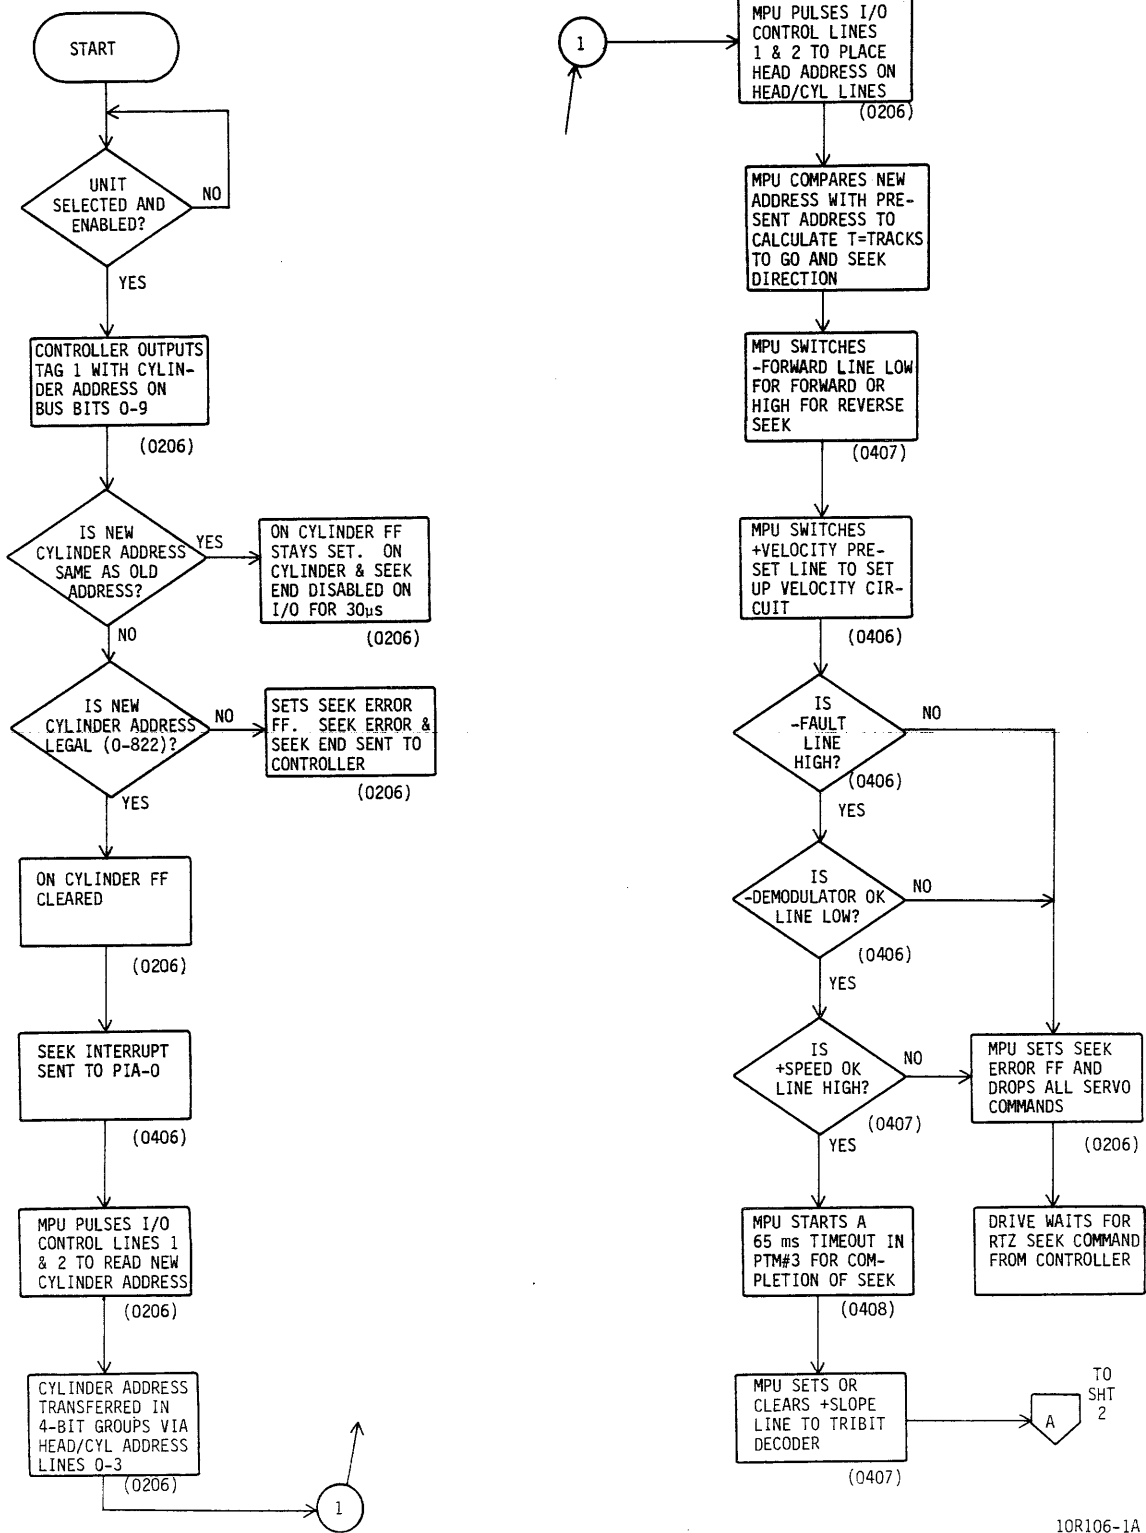 START
UNIT
SELECTED AND
ENABLED?
NO
YES
CONTROLLER OUTPUTS
TAG 1 WITH CYLIN-
DER ADDRESS ON
BUS BITS 0-9
(0206)
IS NEW
CYLINDER ADDRESS
SAME AS OLD
ADDRESS?
YES
ON CYLINDER FF
STAYS SET. ON
CYLINDER & SEEK
END DISABLED ON
I/O FOR 30µs
(0206)
NO
IS NEW
CYLINDER ADDRESS
LEGAL (0-822)?
NO
SETS SEEK ERROR
FF. SEEK ERROR &
SEEK END SENT TO
CONTROLLER
(0206)
YES
ON CYLINDER FF
CLEARED
(0206)
SEEK INTERRUPT
SENT TO PIA-0
(0406)
MPU PULSES I/O
CONTROL LINES 1
& 2 TO READ NEW
CYLINDER ADDRESS
(0206)
CYLINDER ADDRESS
TRANSFERRED IN
4-BIT GROUPS VIA
HEAD/CYL ADDRESS
LINES 0-3
(0206)
1
1
MPU PULSES I/O
CONTROL LINES
1 & 2 TO PLACE
HEAD ADDRESS ON
HEAD/CYL LINES
(0206)
MPU COMPARES NEW
ADDRESS WITH PRE-
SENT ADDRESS TO
CALCULATE T=TRACKS
TO GO AND SEEK
DIRECTION
MPU SWITCHES
-FORWARD LINE LOW
FOR FORWARD OR
HIGH FOR REVERSE
SEEK
(0407)
MPU SWITCHES
+VELOCITY PRE-
SET LINE TO SET
UP VELOCITY CIR-
CUIT
(0406)
IS
-FAULT
LINE
HIGH?
NO
(0406)
YES
IS
-DEMODULATOR OK
LINE LOW?
NO
(0406)
YES
IS
+SPEED OK
LINE HIGH?
NO
(0407)
YES
MPU SETS SEEK
ERROR FF AND
DROPS ALL SERVO
COMMANDS
(0206)
MPU STARTS A
65 ms TIMEOUT IN
PTM#3 FOR COM-
PLETION OF SEEK
(0408)
DRIVE WAITS FOR
RTZ SEEK COMMAND
FROM CONTROLLER
MPU SETS OR
CLEARS +SLOPE
LINE TO TRIBIT
DECODER
(0407)
A
TO
SHT
2
10R106-1A